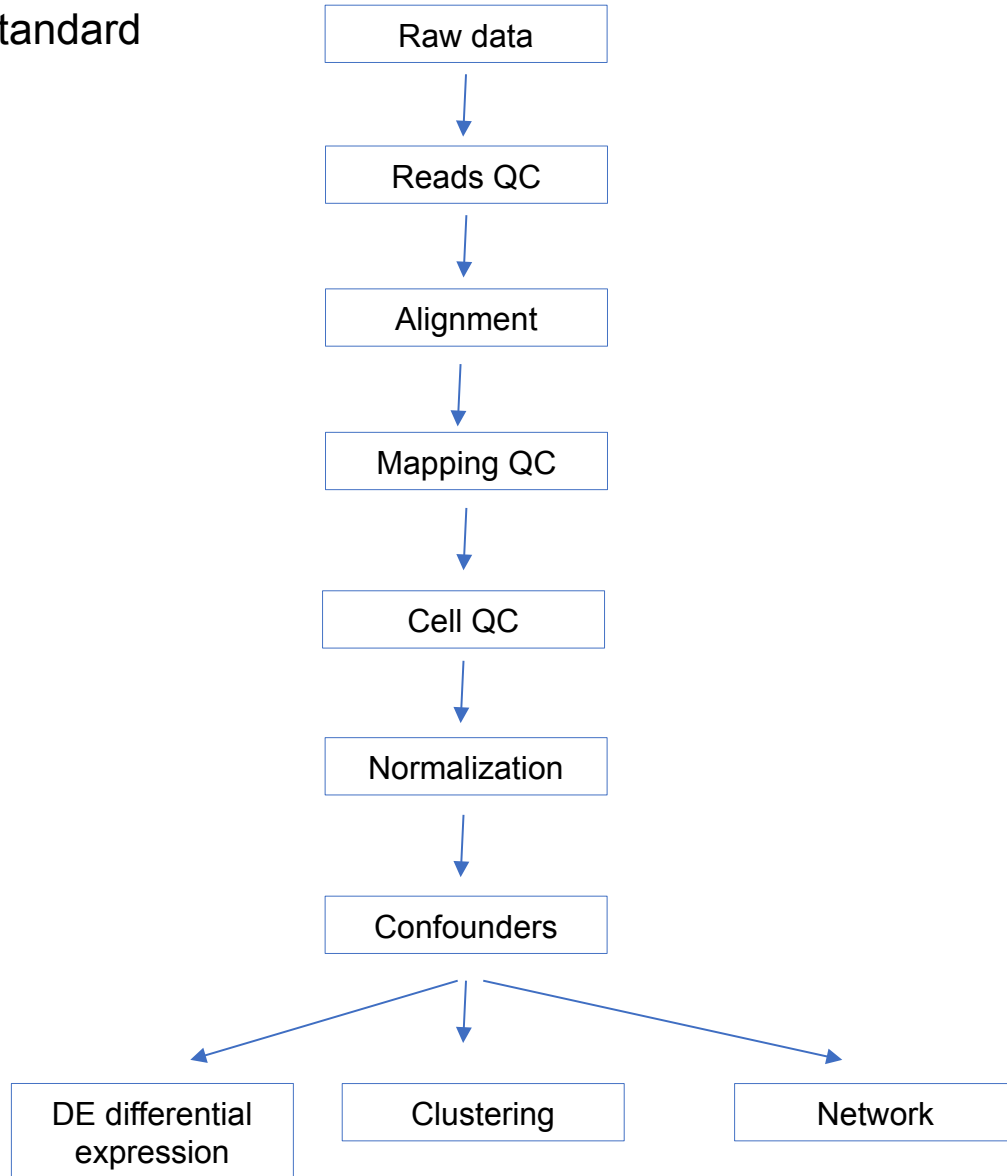 tandard
Raw data
Reads QC
Alignment
Mapping QC
Cell QC
Normalization
Confounders
DE differential
expression
Clustering
Network